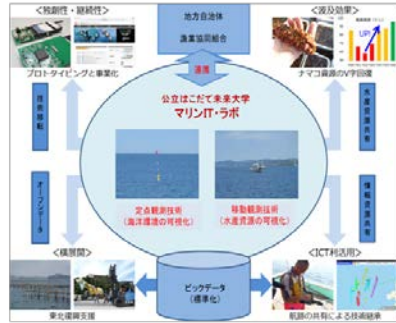 <独創性・継続性>
地方自治体
漁業協同組合
<波及効果>
UP!
プロトタイピングと事業化
連携
ナマコ資源のV字回復
公立はこだて未来大学
マリンIT・ラボ
技術移転
水産資源共有
定点観測技術
(海洋環境の可視化)
移動観測技術
(水産資源の可視化)
オープンデータ
情報資源共有
<横展開>
ビックデータ
(標準化)
<ICT利活用>
東北復興支援
航跡の共有による技術継承